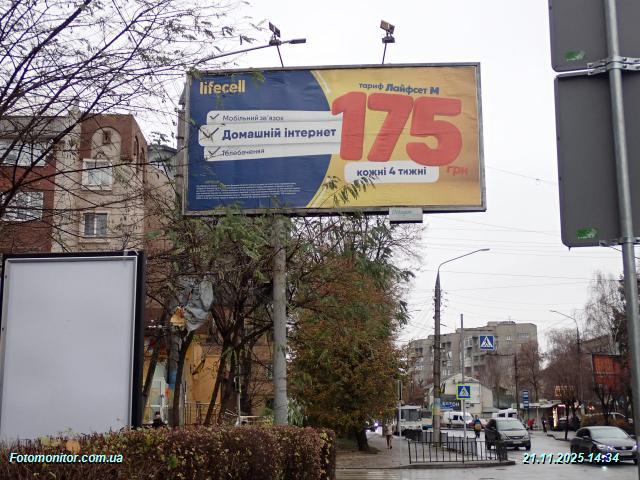 lifecell
тариф Лайфсет М
Мобільний зв'язок
Домашній інтернет
Телебачення
175
грн
кожні 4 тижні
Fotomonitor.com.ua
21.11.2025 14:34